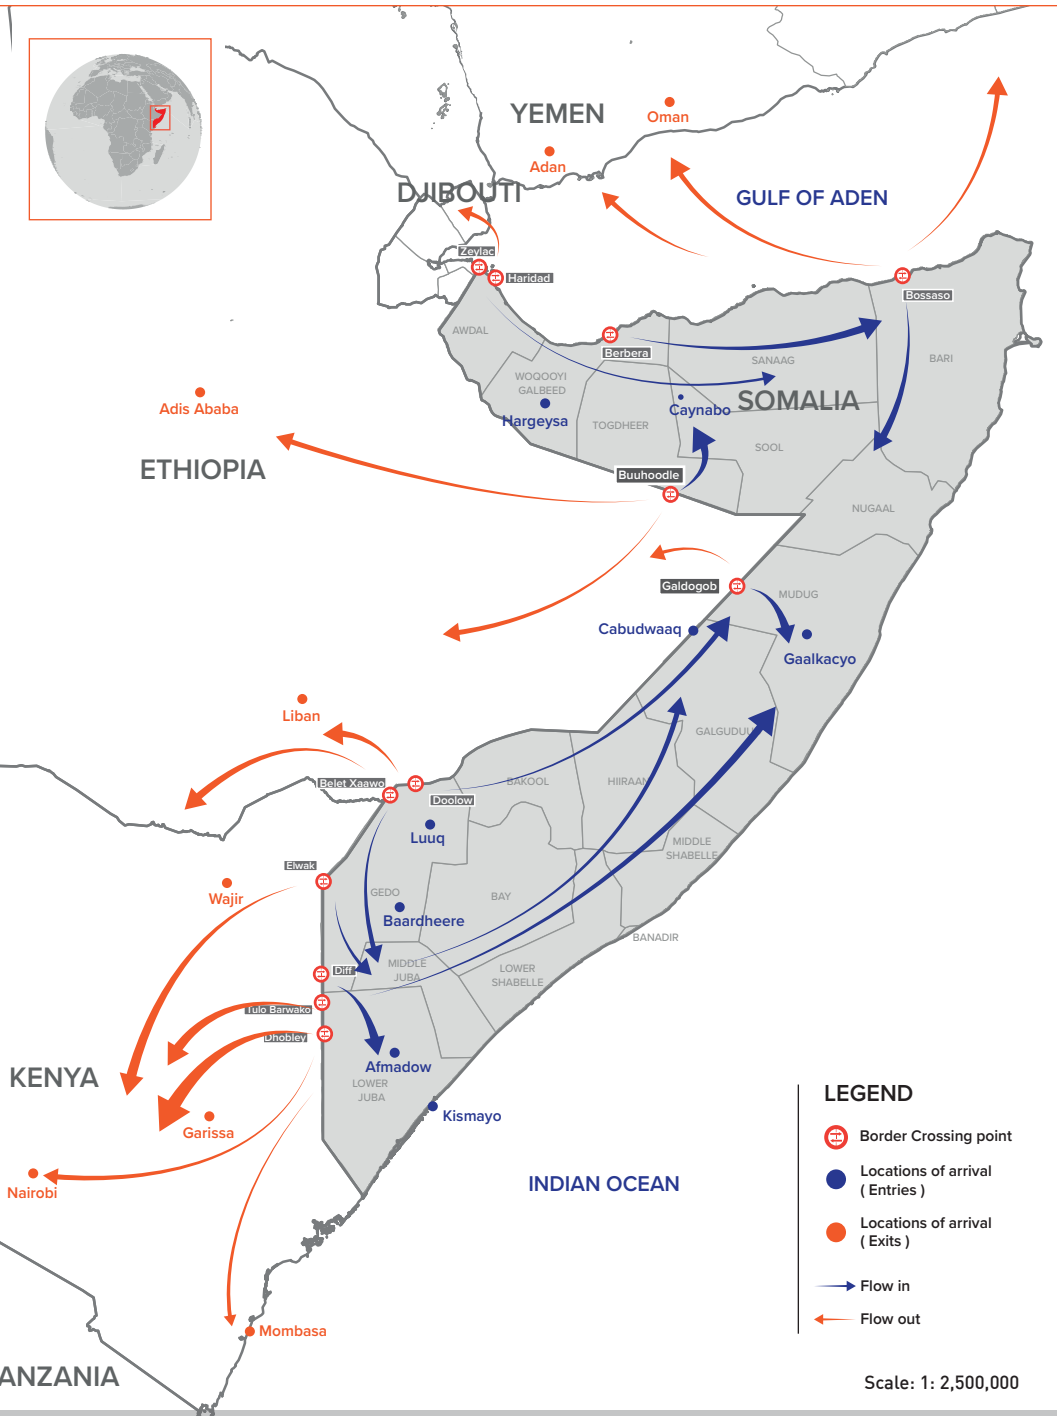 YEMEN
Oman
Adan
DJIBOUTI
GULF OF ADEN
Zeylac
Haridad
Bossaso
AWDAL
Berbera
SANAAG
BARI
WOQOOYI
GALBEED
Adis Ababa
Hargeysa
Caynabo
SOMALIA
TOGDHEER
SOOL
ETHIOPIA
Buuhoodle
NUGAAL
Galdogob
MUDUG
Cabudwaaq
Gaalkacyo
Liban
GALGUDUU
Belet Xaawo
Doolow
BAKOOL
HIIRAAN
Luuq
MIDDLE
SHABELLE
Elwak
Wajir
GEDO
BAY
Baardheere
BANADIR
Diff
MIDDLE
JUBA
LOWER
SHABELLE
Tulo Barwako
Dhobley
KENYA
Afmadow
LOWER
JUBA
Kismayo
Garissa
Nairobi
INDIAN OCEAN
Mombasa
ANZANIA
LEGEND
Border Crossing point
Locations of arrival
( Entries )
Locations of arrival
( Exits )
Flow in
Flow out
Scale: 1: 2,500,000